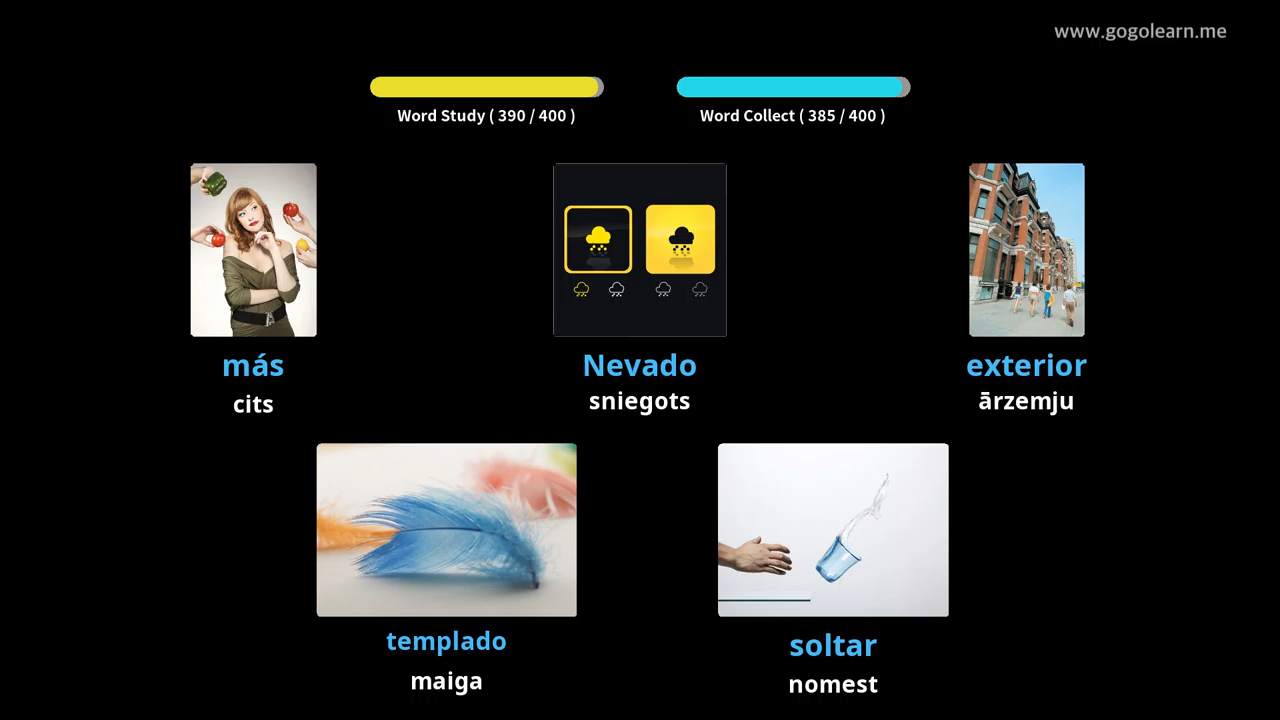 www.gogolearn.me
Word Study ( 390 / 400 )
Word Collect ( 385 / 400 )
más
cits
Nevado
sniegots
exterior
ārzemju
templado
maiga
soltar
nomest